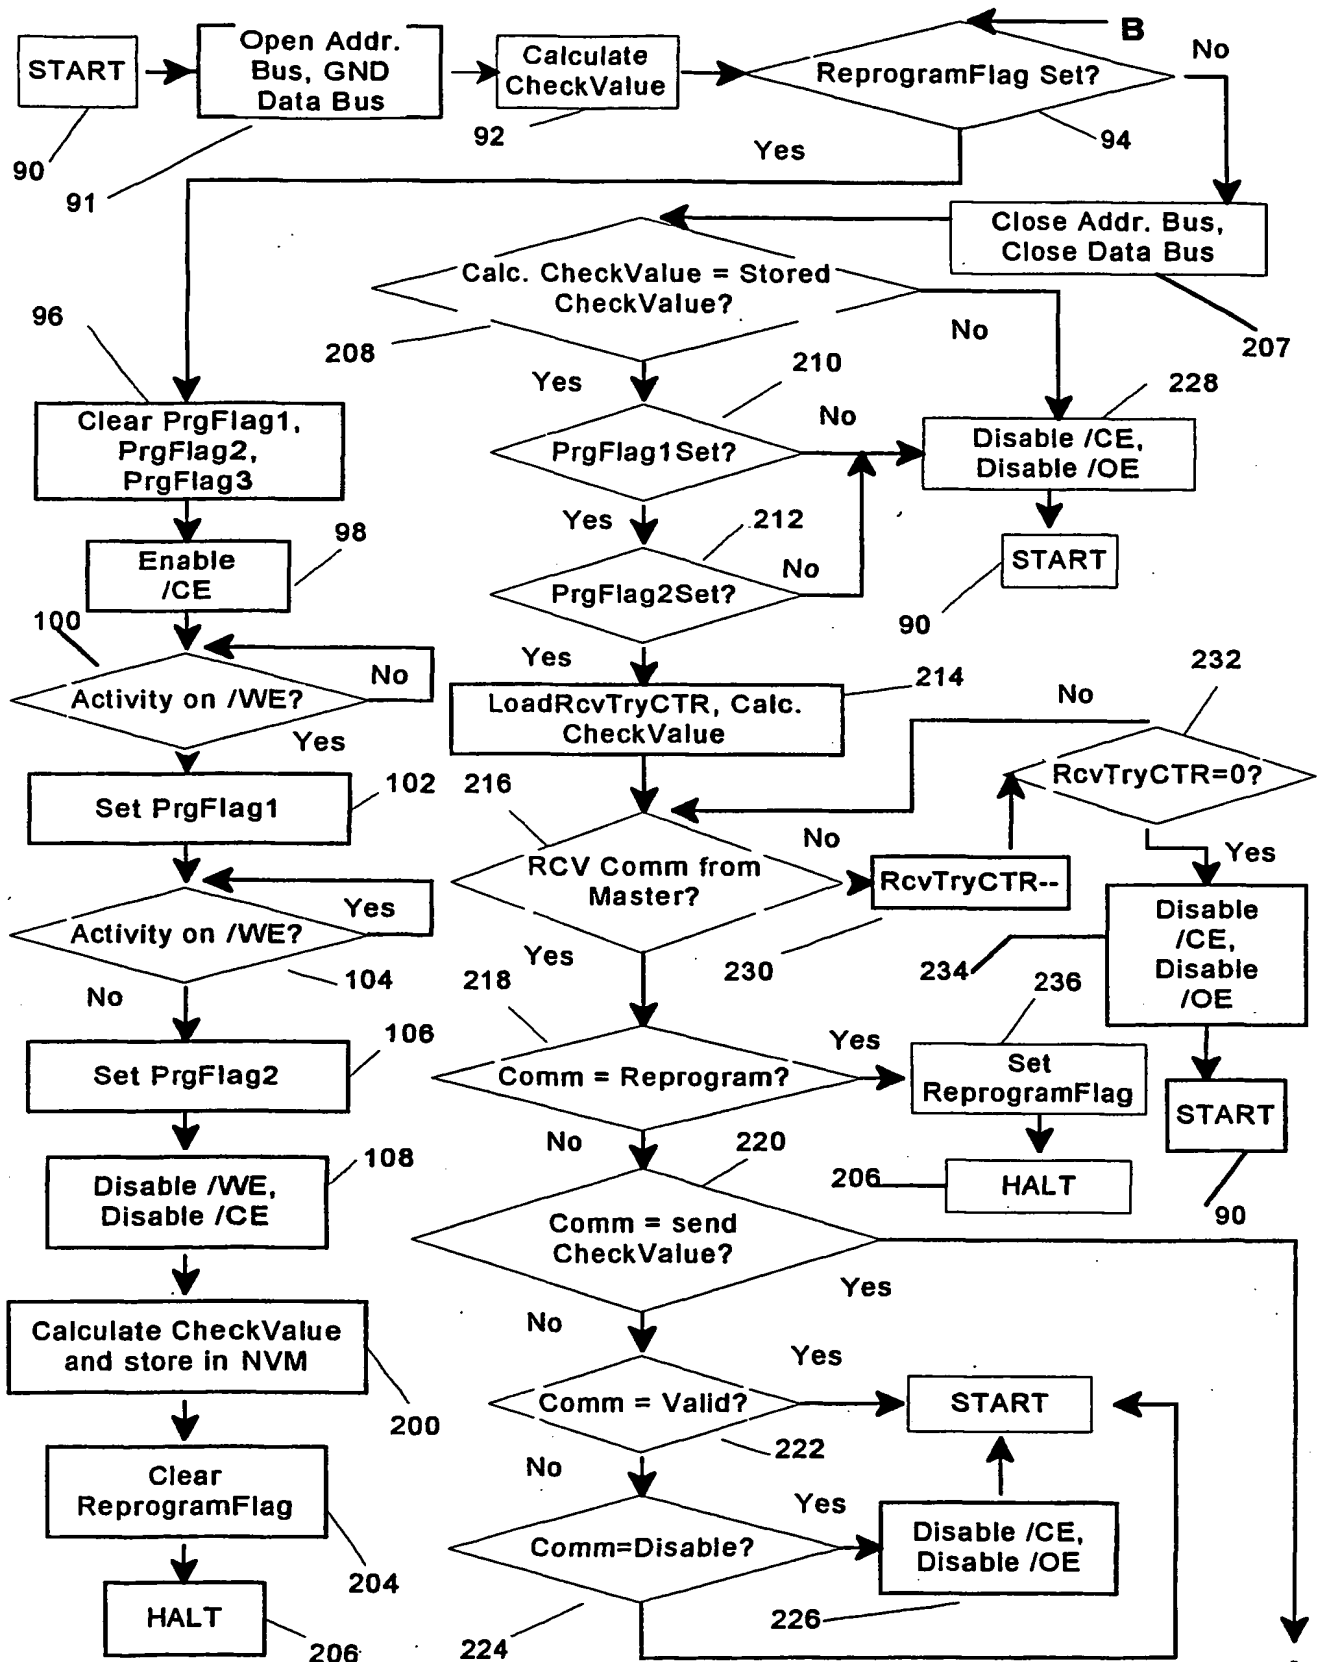 START
90
Open Addr.
Bus, GND
Data Bus
91
Calculate
CheckValue
92
B
ReprogramFlag Set?
94
No
Yes
Close Addr. Bus,
Close Data Bus
207
Calc. CheckValue = Stored
CheckValue?
208
No
Yes
96
Clear PrgFlag1,
PrgFlag2,
PrgFlag3
98
Enable
/CE
100
Activity on /WE?
No
Yes
Set PrgFlag1
102
Activity on /WE?
Yes
104
No
Set PrgFlag2
106
Disable /WE,
Disable /CE
108
Calculate CheckValue
and store in NVM
200
Clear
ReprogramFlag
204
HALT
206
210
PrgFlag1Set?
No
Yes
228
Disable /CE,
Disable /OE
START
90
212
PrgFlag2Set?
No
Yes
LoadRcvTryCTR, Calc.
CheckValue
214
216
RCV Comm from
Master?
No
Yes
RcvTryCTR--
230
232
No
RcvTryCTR=0?
Yes
Disable
/CE,
Disable
/OE
234
START
90
218
Comm = Reprogram?
Yes
No
236
Set
ReprogramFlag
HALT
206
220
Comm = send
CheckValue?
Yes
No
Comm = Valid?
222
Yes
No
START
Comm=Disable?
224
Yes
Disable /CE,
Disable /OE
226